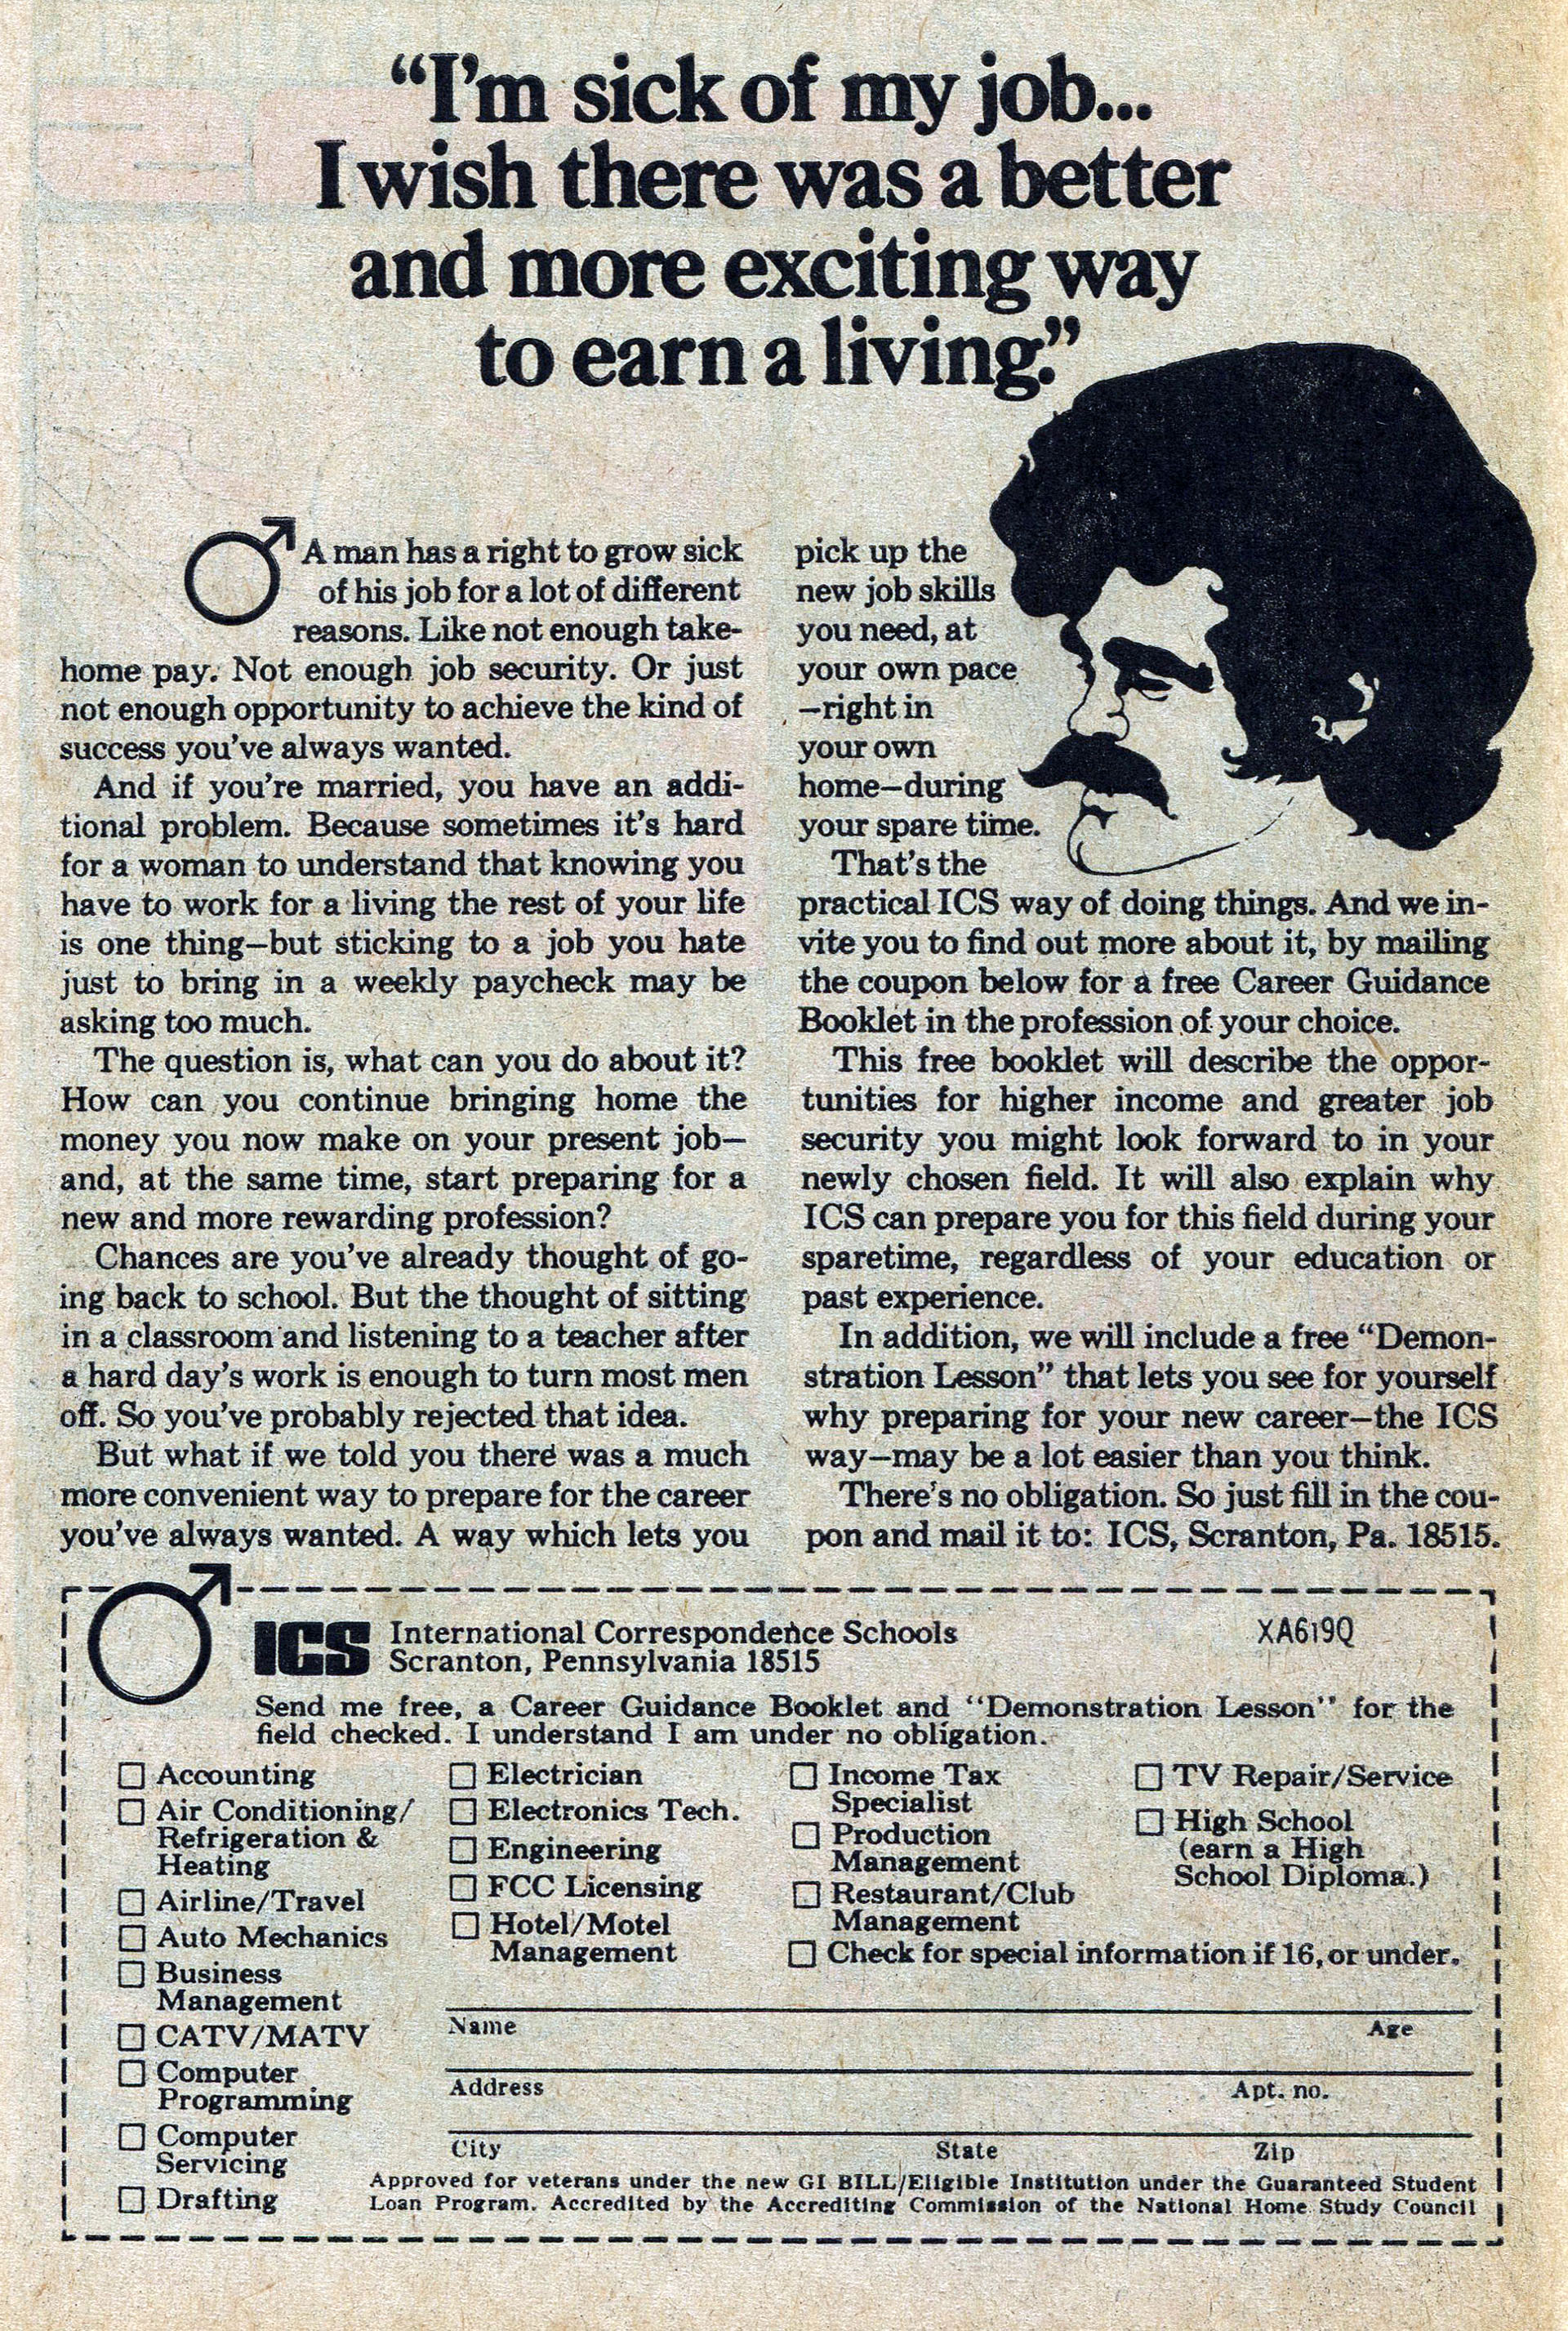 “I'm sick of my job...
I wish there was a better
and more exciting way
to earn a living.”
A man has a right to grow sick
of his job for a lot of different
reasons. Like not enough take-
home pay. Not enough job security. Or just
not enough opportunity to achieve the kind of
success you've always wanted.
And if you're married, you have an addi-
tional problem. Because sometimes it's hard
for a woman to understand that knowing you
have to work for a living the rest of your life
is one thing—but sticking to a job you hate
just to bring in a weekly paycheck may be
asking too much.
The question is, what can you do about it?
How can you continue bringing home the
money you now make on your present job—
and, at the same time, start preparing for a
new and more rewarding profession?
Chances are you've already thought of go-
ing back to school. But the thought of sitting
in a classroom and listening to a teacher after
a hard day's work is enough to turn most men
off. So you've probably rejected that idea.
But what if we told you there was a much
more convenient way to prepare for the career
you've always wanted. A way which lets you
pick up the
new job skills
you need, at
your own pace
—right in
your own
home—during
your spare time.
That's the
practical ICS way of doing things. And we in-
vite you to find out more about it, by mailing
the coupon below for a free Career Guidance
Booklet in the profession of your choice.
This free booklet will describe the oppor-
tunities for higher income and greater job
security you might look forward to in your
newly chosen field. It will also explain why
ICS can prepare you for this field during your
sparetime, regardless of your education or
past experience.
In addition, we will include a free “Demon-
stration Lesson” that lets you see for yourself
why preparing for your new career—the ICS
way—may be a lot easier than you think.
There's no obligation. So just fill in the cou-
pon and mail it to: ICS, Scranton, Pa. 18515.
ICS International Correspondence Schools XA619Q
Scranton, Pennsylvania 18515
Send me free, a Career Guidance Booklet and “Demonstration Lesson” for the
field checked. I understand I am under no obligation.
☐ Accounting
☐ Air Conditioning/
Refrigeration &
Heating
☐ Airline/Travel
☐ Auto Mechanics
☐ Business
Management
☐ CATV/MATV
☐ Computer
Programming
☐ Computer
Servicing
☐ Drafting
☐ Electrician
☐ Electronics Tech.
☐ Engineering
☐ FCC Licensing
☐ Hotel/Motel
Management
☐ Income Tax
Specialist
☐ Production
Management
☐ Restaurant/Club
Management
☐ TV Repair/Service
☐ High School
(earn a High
School Diploma.)
☐ Check for special information if 16, or under.
Name Age
Address Apt. no.
City State Zip
Approved for veterans under the new GI BILL/Eligible Institution under the Guaranteed Student
Loan Program. Accredited by the Accrediting Commission of the National Home Study Council